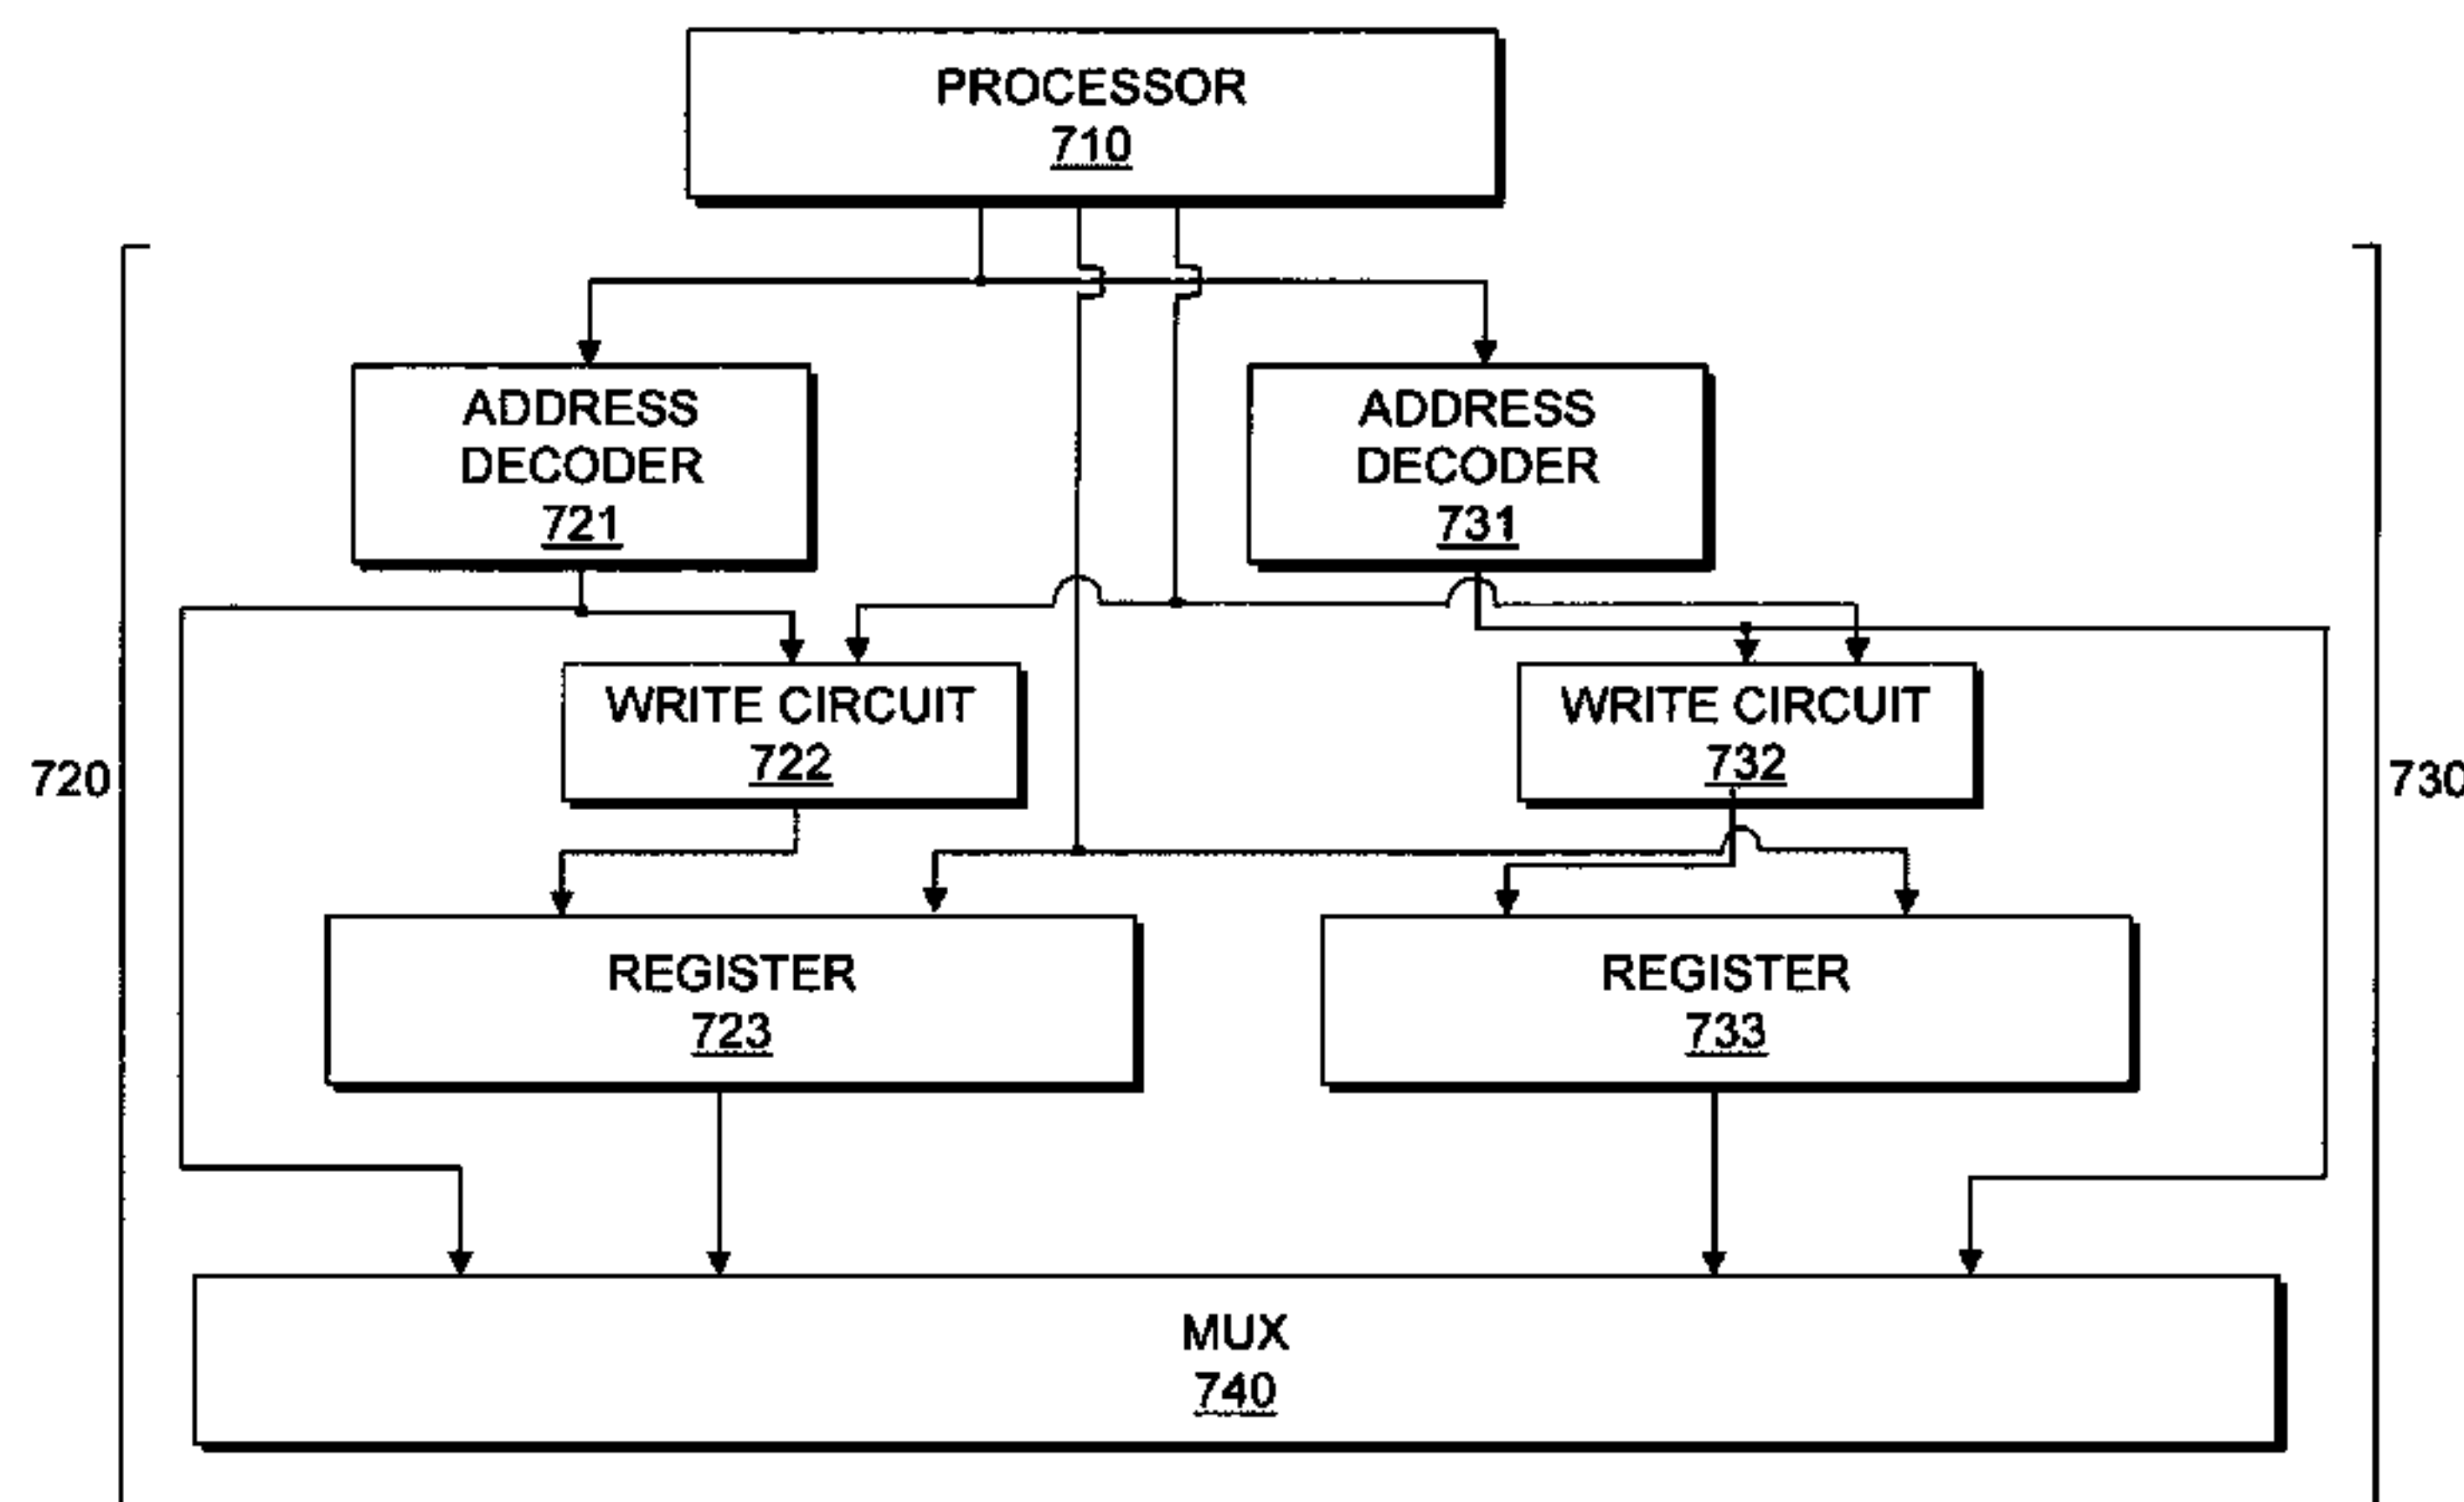 PROCESSOR
710
ADDRESS
DECODER
721
ADDRESS
DECODER
731
WRITE CIRCUIT
722
WRITE CIRCUIT
732
720
730
REGISTER
723
REGISTER
733
MUX
740